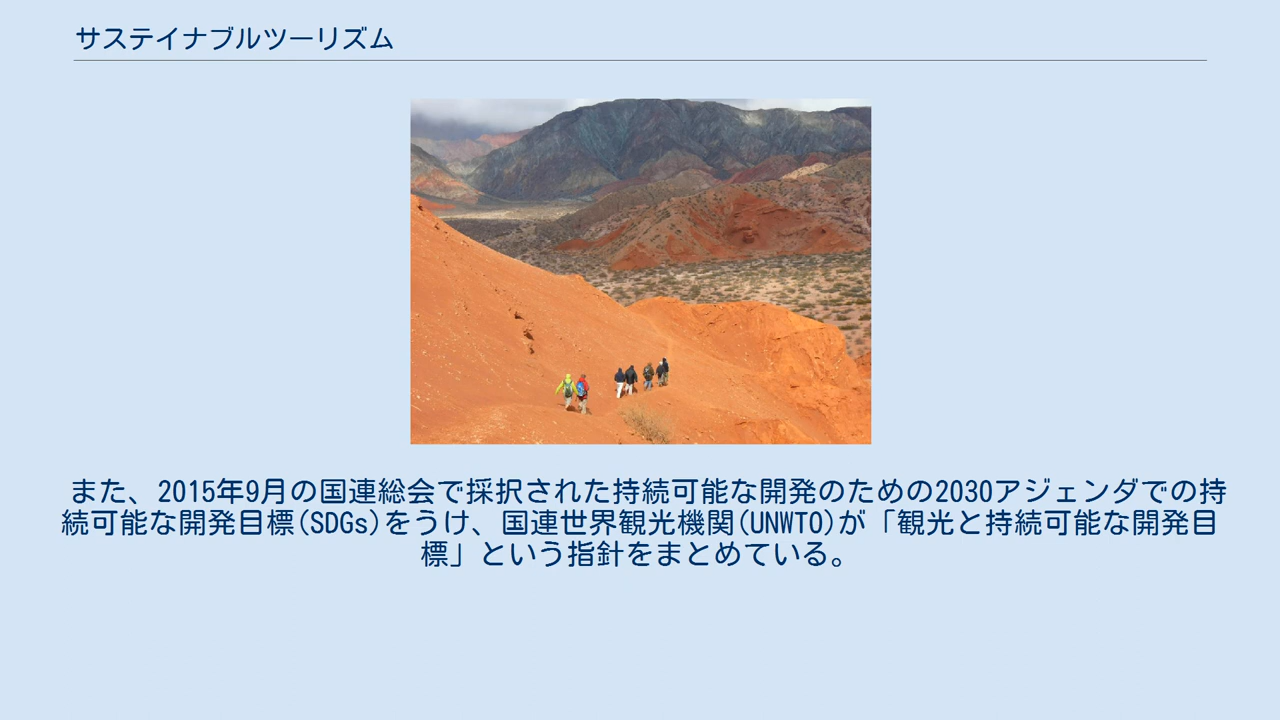 サステイナブルツーリズム
また、2015年9月の国連総会で採択された持続可能な開発のための2030アジェンダでの持
続可能な開発目標(SDGs)をうけ、国連世界観光機関(UNWTO)が「観光と持続可能な開発目
標」という指針をまとめている。